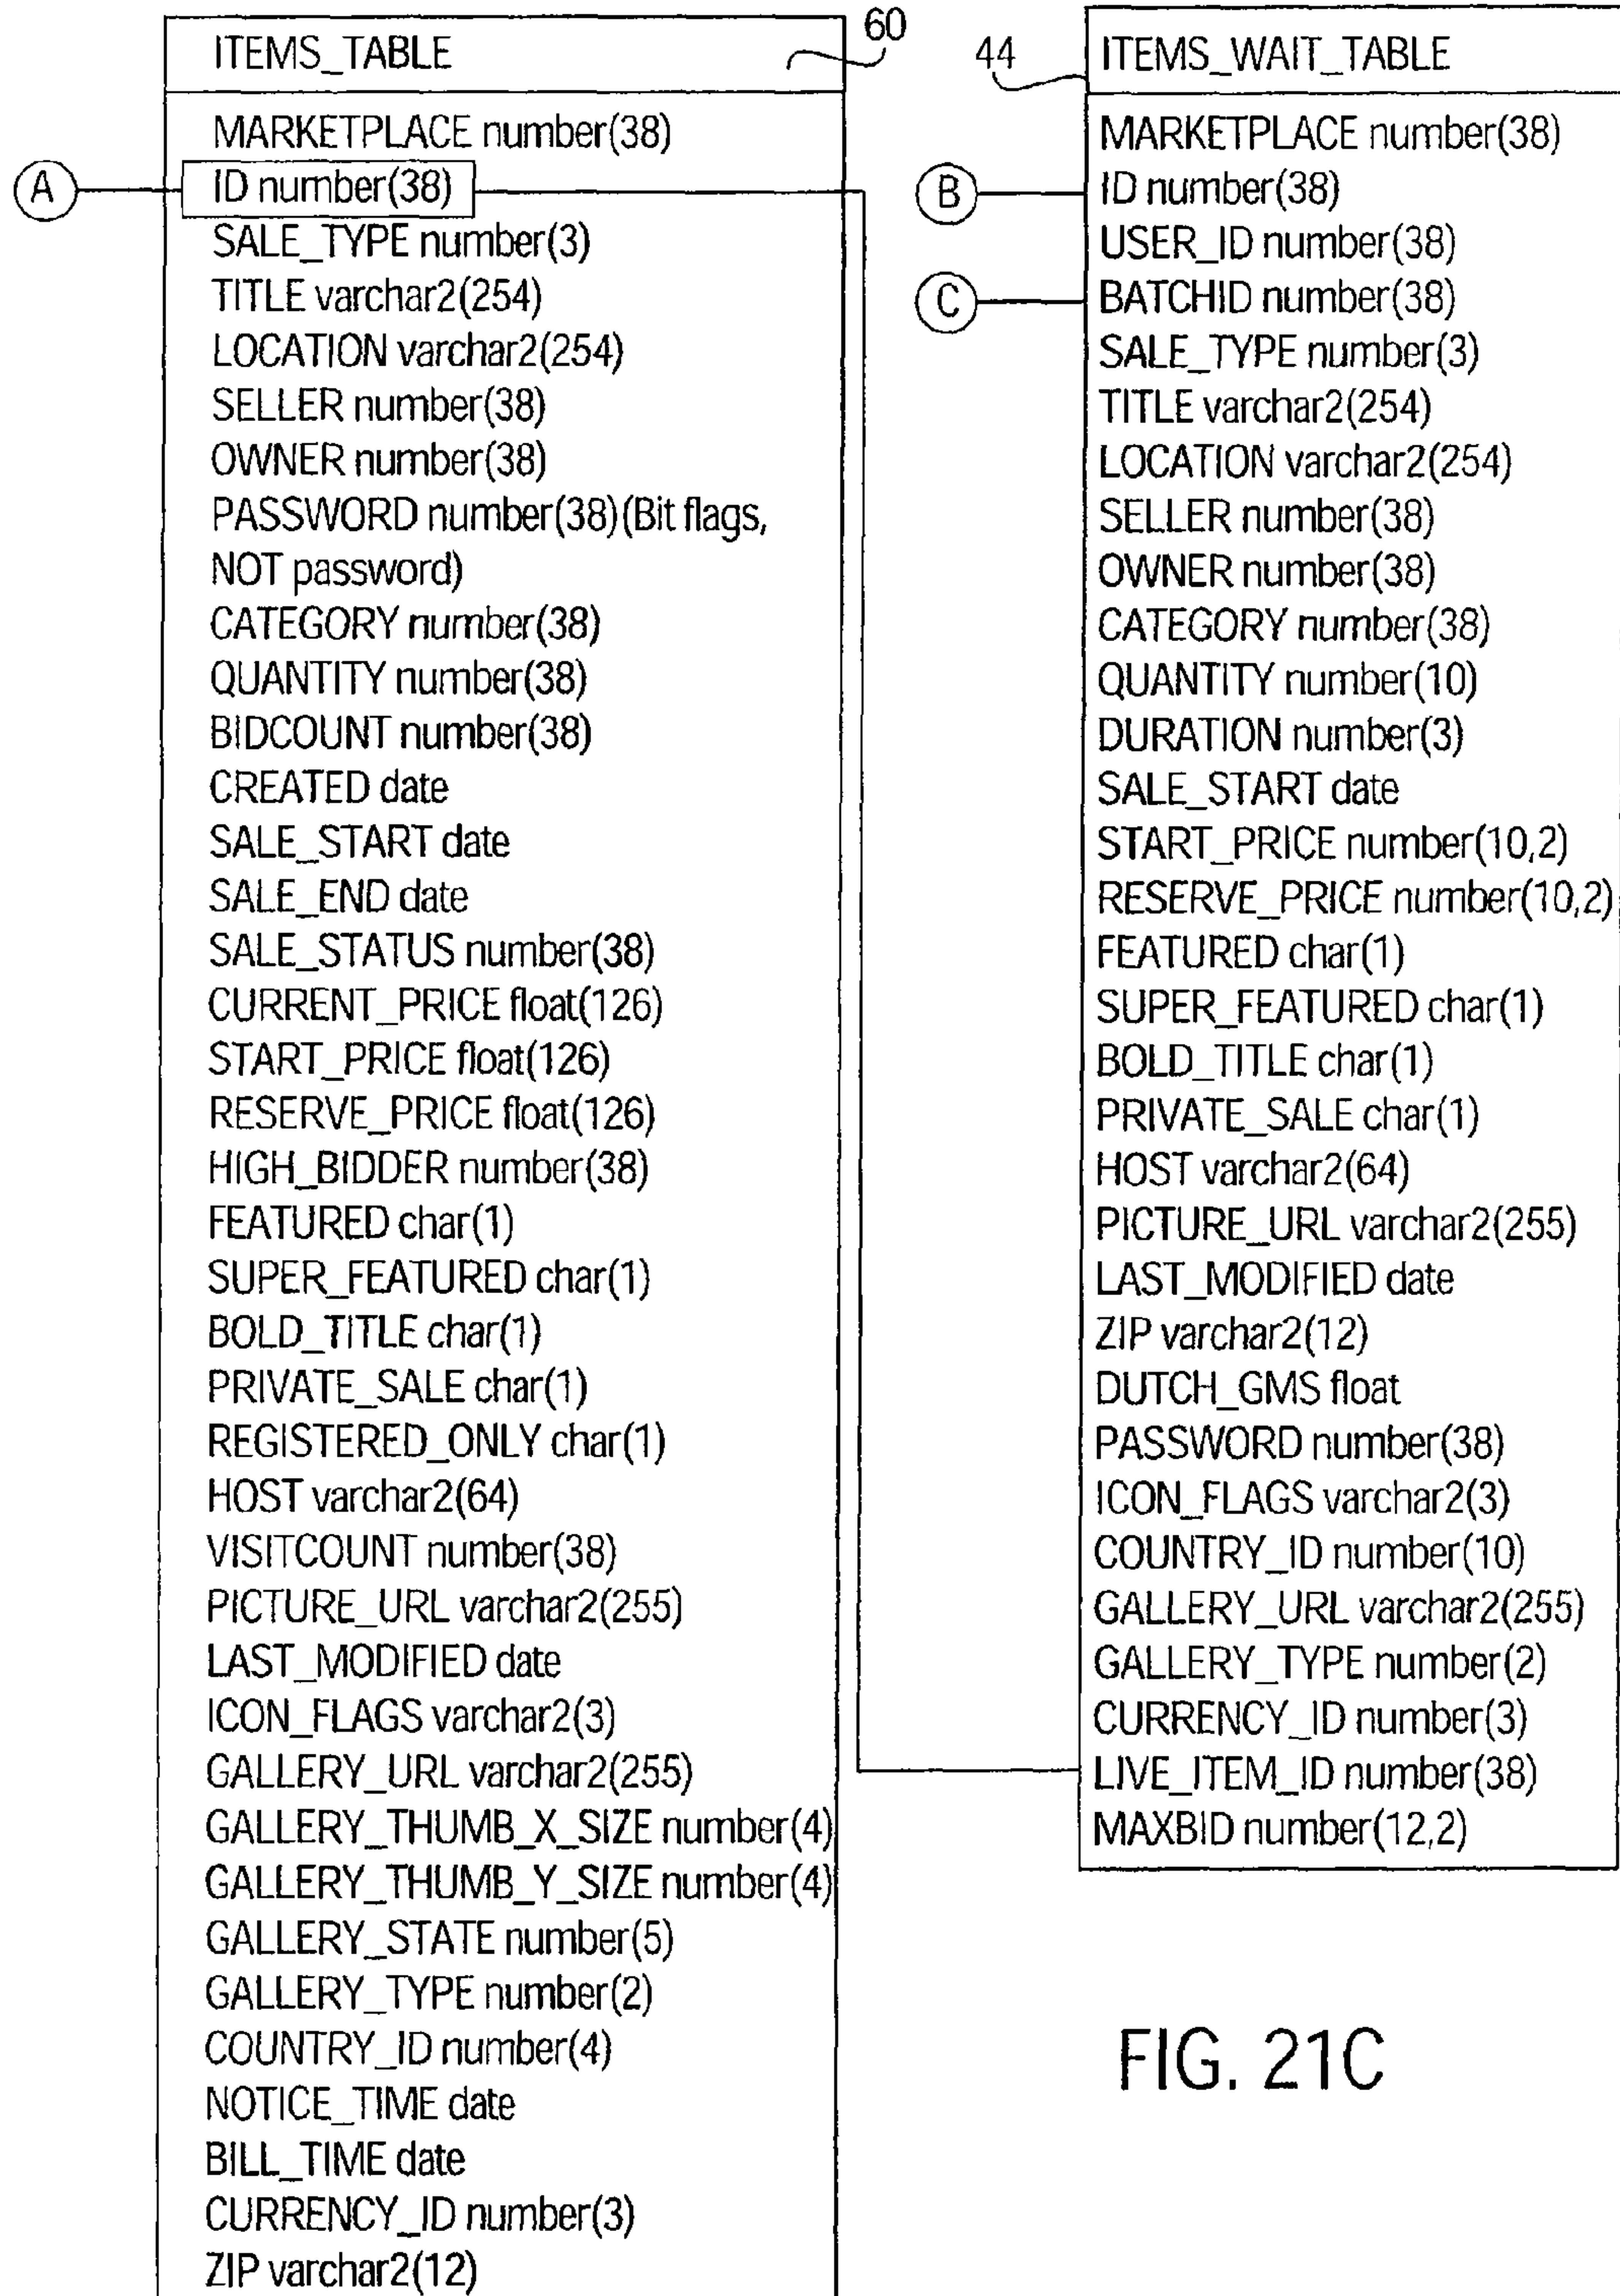 ITEMS_TABLE
60
A
MARKETPLACE number(38)
ID number(38)
SALE_TYPE number(3)
TITLE varchar2(254)
LOCATION varchar2(254)
SELLER number(38)
OWNER number(38)
PASSWORD number(38)(Bit flags,
NOT password)
CATEGORY number(38)
QUANTITY number(38)
BIDCOUNT number(38)
CREATED date
SALE_START date
SALE_END date
SALE_STATUS number(38)
CURRENT_PRICE float(126)
START_PRICE float(126)
RESERVE_PRICE float(126)
HIGH_BIDDER number(38)
FEATURED char(1)
SUPER_FEATURED char(1)
BOLD_TITLE char(1)
PRIVATE_SALE char(1)
REGISTERED_ONLY char(1)
HOST varchar2(64)
VISITCOUNT number(38)
PICTURE_URL varchar2(255)
LAST_MODIFIED date
ICON_FLAGS varchar2(3)
GALLERY_URL varchar2(255)
GALLERY_THUMB_X_SIZE number(4)
GALLERY_THUMB_Y_SIZE number(4)
GALLERY_STATE number(5)
GALLERY_TYPE number(2)
COUNTRY_ID number(4)
NOTICE_TIME date
BILL_TIME date
CURRENCY_ID number(3)
ZIP varchar2(12)
44
ITEMS_WAIT_TABLE
B
C
MARKETPLACE number(38)
ID number(38)
USER_ID number(38)
BATCHID number(38)
SALE_TYPE number(3)
TITLE varchar2(254)
LOCATION varchar2(254)
SELLER number(38)
OWNER number(38)
CATEGORY number(38)
QUANTITY number(10)
DURATION number(3)
SALE_START date
START_PRICE number(10,2)
RESERVE_PRICE number(10,2)
FEATURED char(1)
SUPER_FEATURED char(1)
BOLD_TITLE char(1)
PRIVATE_SALE char(1)
HOST varchar2(64)
PICTURE_URL varchar2(255)
LAST_MODIFIED date
ZIP varchar2(12)
DUTCH_GMS float
PASSWORD number(38)
ICON_FLAGS varchar2(3)
COUNTRY_ID number(10)
GALLERY_URL varchar2(255)
GALLERY_TYPE number(2)
CURRENCY_ID number(3)
LIVE_ITEM_ID number(38)
MAXBID number(12,2)
FIG. 21C